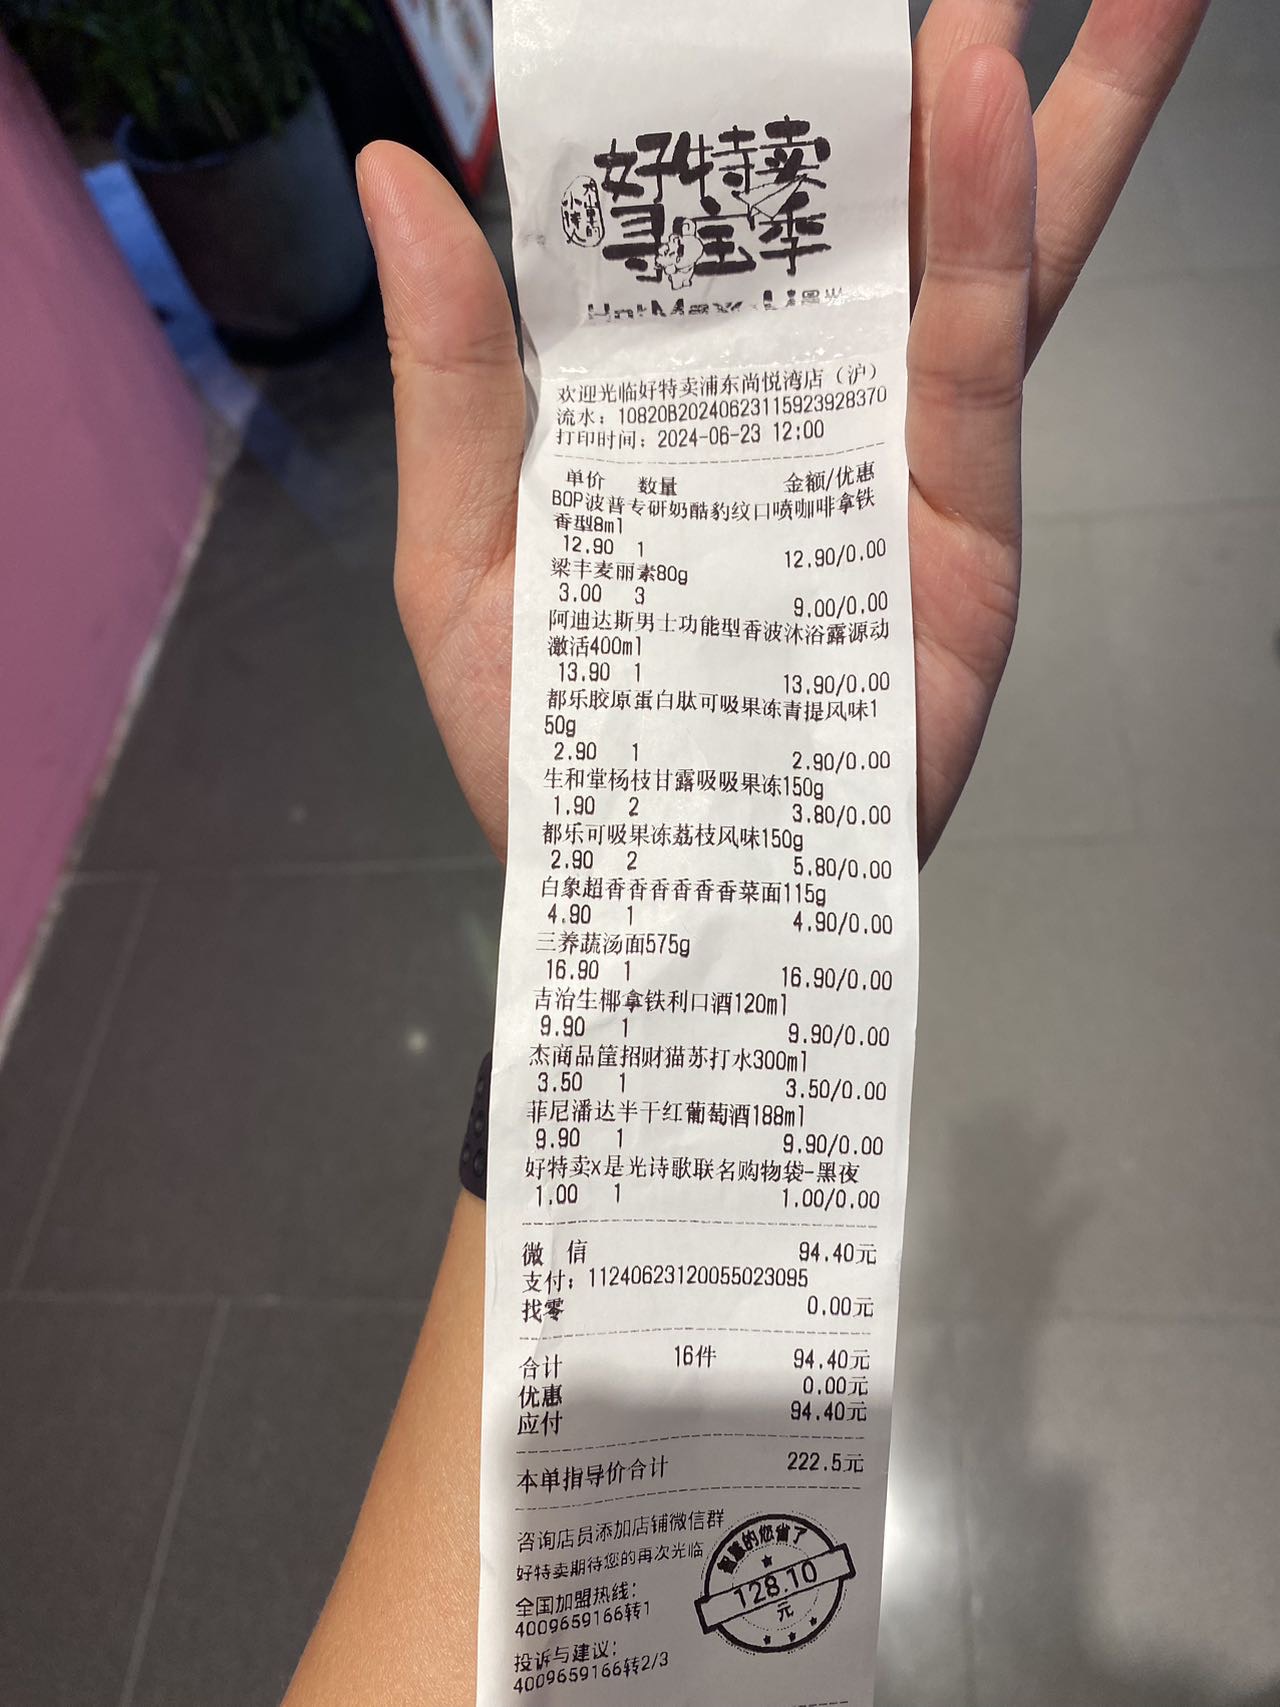 好特卖
寻宝季
HotMaxx
欢迎光临好特卖浦东尚悦湾店（沪）
流水：10820B20240623115923928370
打印时间：2024-06-23 12:00
单价 数量 金额/优惠
BOP波普专研奶酷豹纹口喷咖啡拿铁
香型8ml
12.90 1 12.90/0.00
梁丰麦丽素80g
3.00 3 9.00/0.00
阿迪达斯男士功能型香波沐浴露源动
激活400ml
13.90 1 13.90/0.00
都乐胶原蛋白肽可吸果冻青提风味1
50g
2.90 1 2.90/0.00
生和堂杨枝甘露吸吸果冻150g
1.90 2 3.80/0.00
都乐可吸果冻荔枝风味150g
2.90 2 5.80/0.00
白象超香香香香香香菜面115g
4.90 1 4.90/0.00
三养蔬汤面575g
16.90 1 16.90/0.00
吉治生椰拿铁利口酒120ml
9.90 1 9.90/0.00
杰商品筐招财猫苏打水300ml
3.50 1 3.50/0.00
菲尼潘达半干红葡萄酒188ml
9.90 1 9.90/0.00
好特卖x是光诗歌联名购物袋-黑夜
1.00 1 1.00/0.00
微 信 94.40元
支付：11240623120055023095
找零 0.00元
合计 16件 94.40元
优惠 0.00元
应付 94.40元
本单指导价合计 222.5元
咨询店员添加店铺微信群
好特卖期待您的再次光临
全国加盟热线：
4009659166转1
投诉与建议：
4009659166转2/3
的您省了
128.10
元